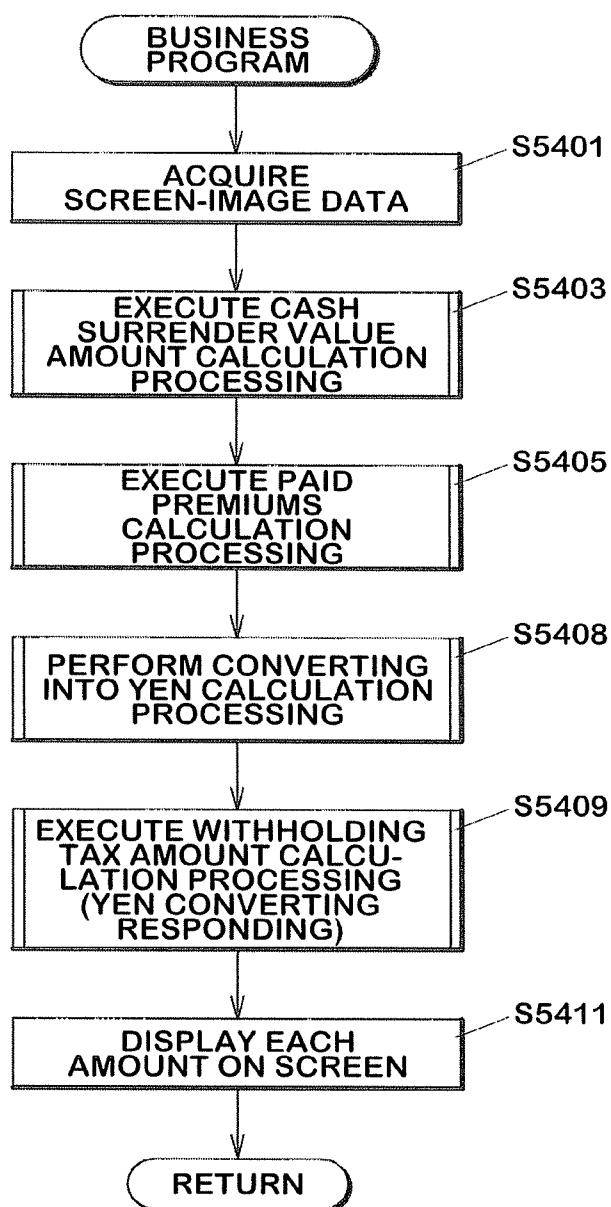 BUSINESS
PROGRAM
S5401
ACQUIRE
SCREEN-IMAGE DATA
S5403
EXECUTE CASH
SURRENDER VALUE
AMOUNT CALCULATION
PROCESSING
S5405
EXECUTE PAID
PREMIUMS
CALCULATION
PROCESSING
S5408
PERFORM CONVERTING
INTO YEN CALCULATION
PROCESSING
S5409
EXECUTE WITHHOLDING
TAX AMOUNT CALCU-
LATION PROCESSING
(YEN CONVERTING
RESPONDING)
S5411
DISPLAY EACH
AMOUNT ON SCREEN
RETURN